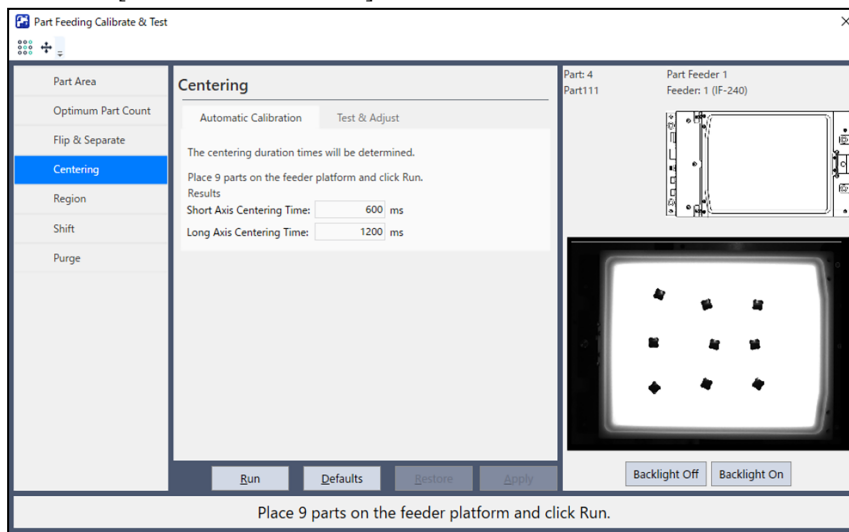 Part Feeding Calibrate & Test
Part Area
Optimum Part Count
Flip & Separate
Centering
Region
Shift
Purge
Centering
Automatic Calibration Test & Adjust
The centering duration times will be determined.
Place 9 parts on the feeder platform and click Run.
Results
Short Axis Centering Time: 600 ms
Long Axis Centering Time: 1200 ms
Run Defaults Restore Apply
Part: 4 Part Feeder 1
Part111 Feeder: 1 (IF-240)
Backlight Off Backlight On
Place 9 parts on the feeder platform and click Run.